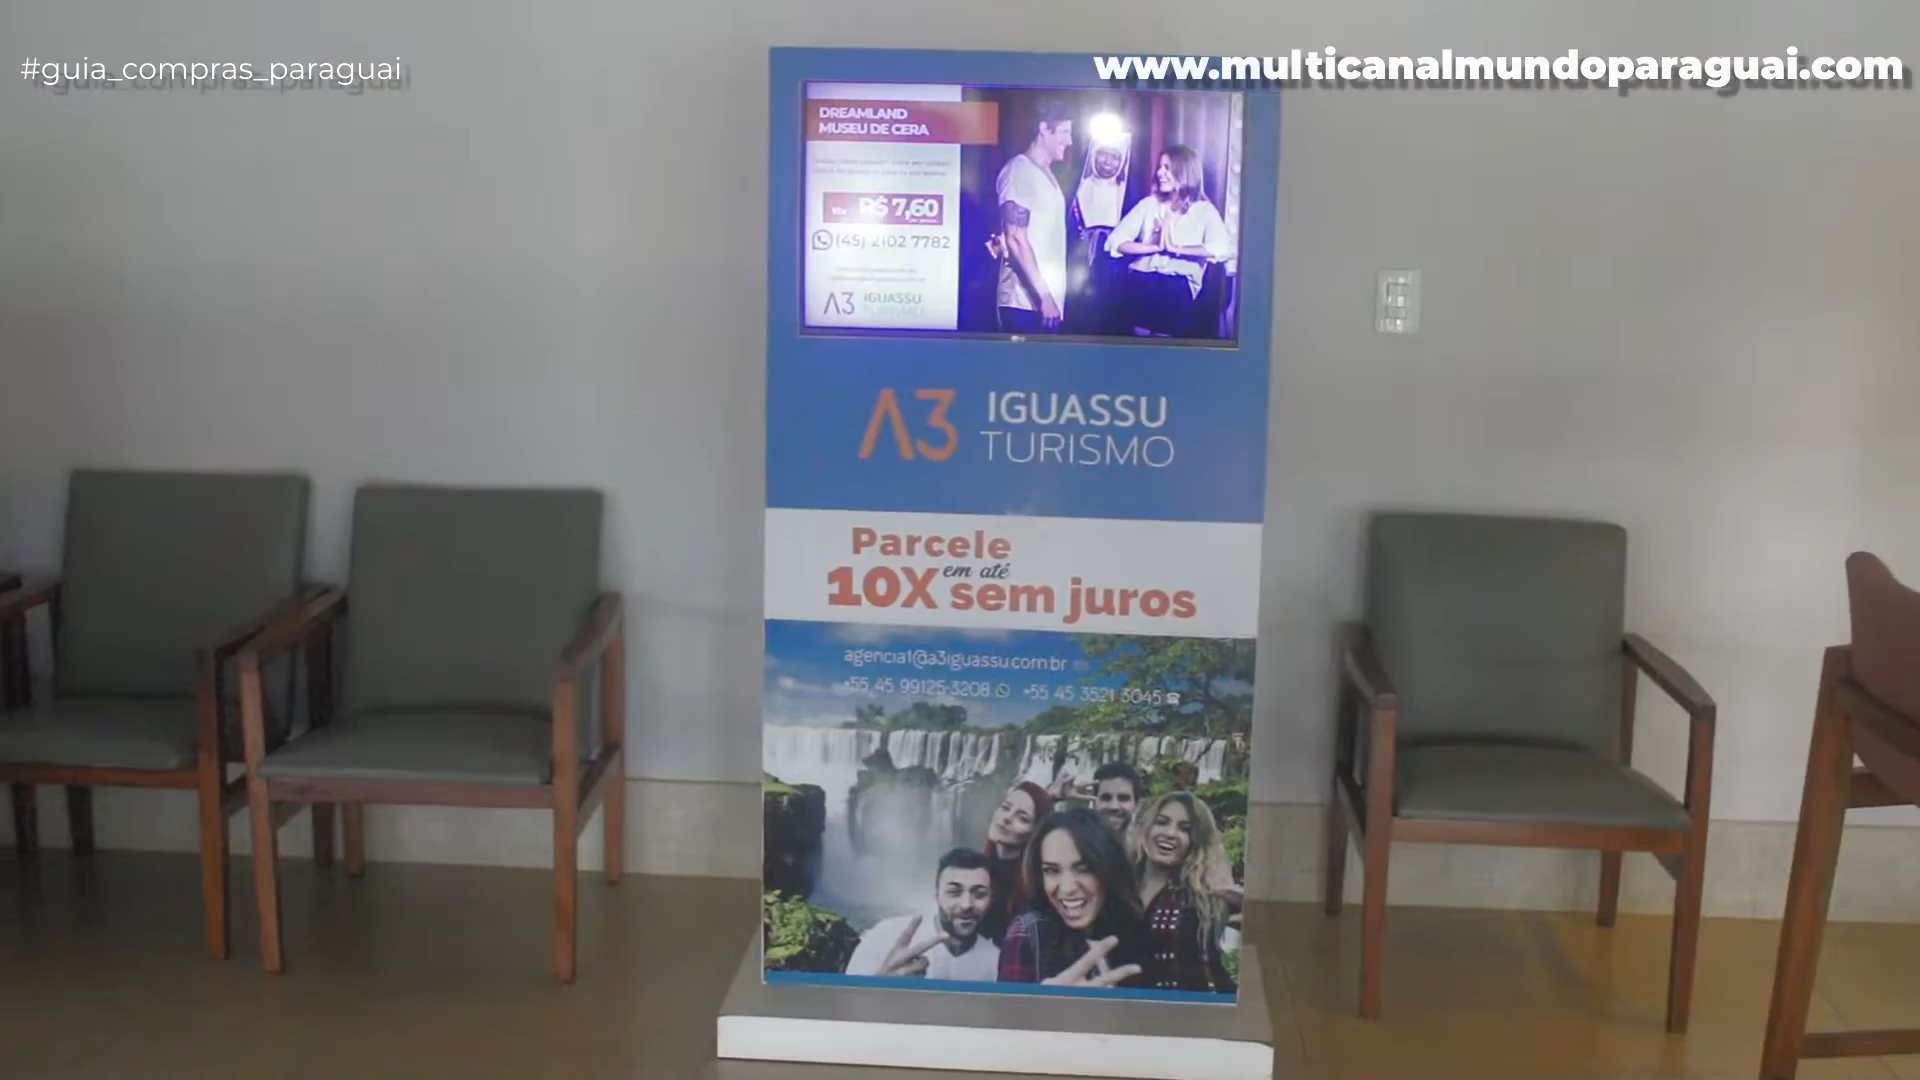 #guia_compras_paraguai
www.multicanalmundoparaguai.com
DREAMLAND
MUSEU DE CERA
10x R$ 7,60
(45) 2102 7782
A3 IGUASSU
TURISMO
A3 IGUASSU
TURISMO
Parcele
em até
10X sem juros
agencia1@a3iguassu.com.br
+55 45 99125-3208 +55 45 3521 3045